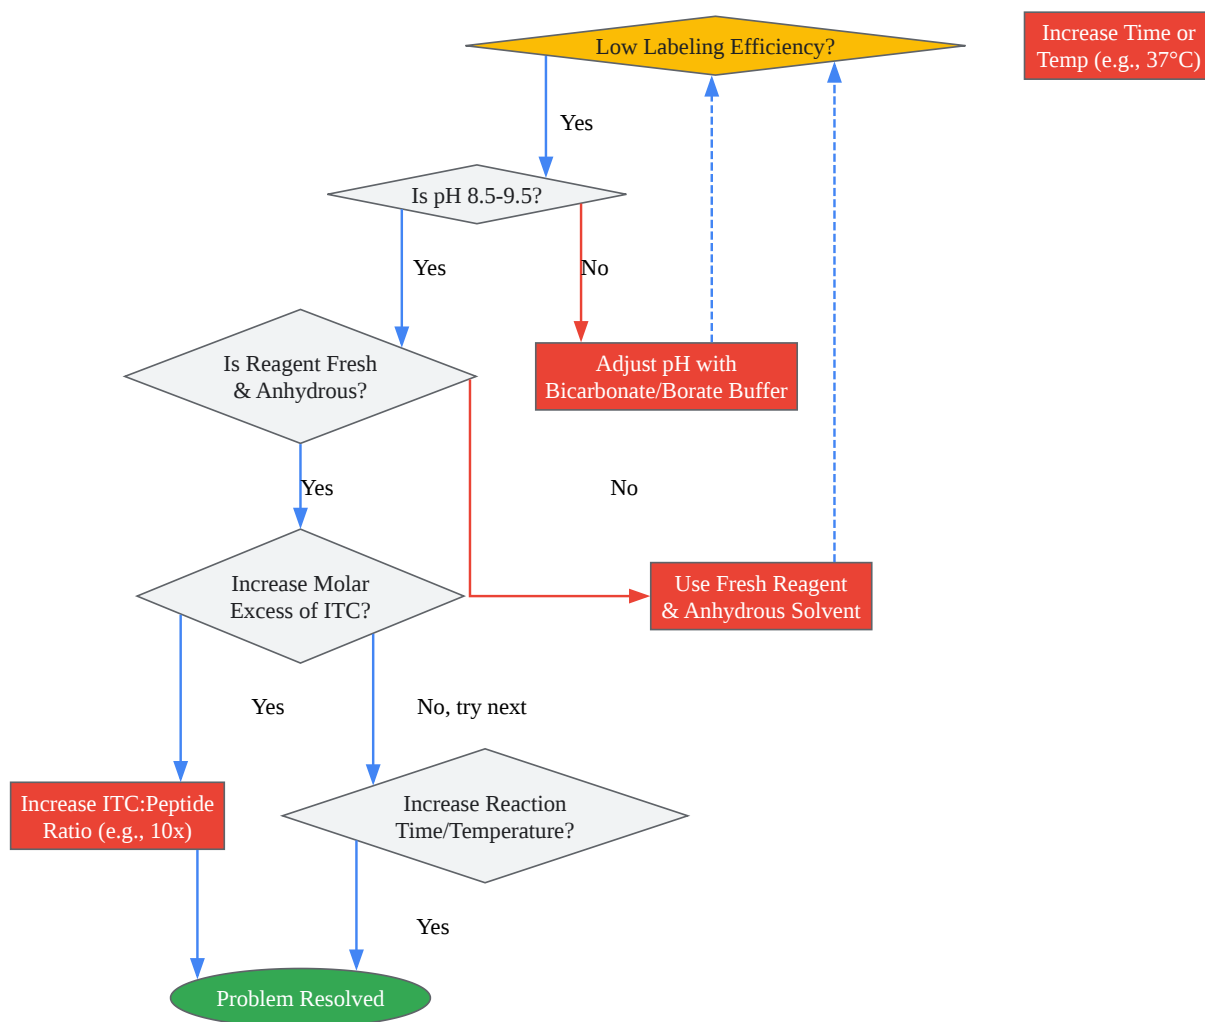 Low Labeling Efficiency?
Increase Time or
Temp (e.g., 37°C)
Yes
Is pH 8.5-9.5?
Yes
No
Is Reagent Fresh
& Anhydrous?
Adjust pH with
Bicarbonate/Borate Buffer
Yes
No
Increase Molar
Excess of ITC?
Use Fresh Reagent
& Anhydrous Solvent
Yes
No, try next
Increase ITC:Peptide
Ratio (e.g., 10x)
Increase Reaction
Time/Temperature?
Yes
Problem Resolved